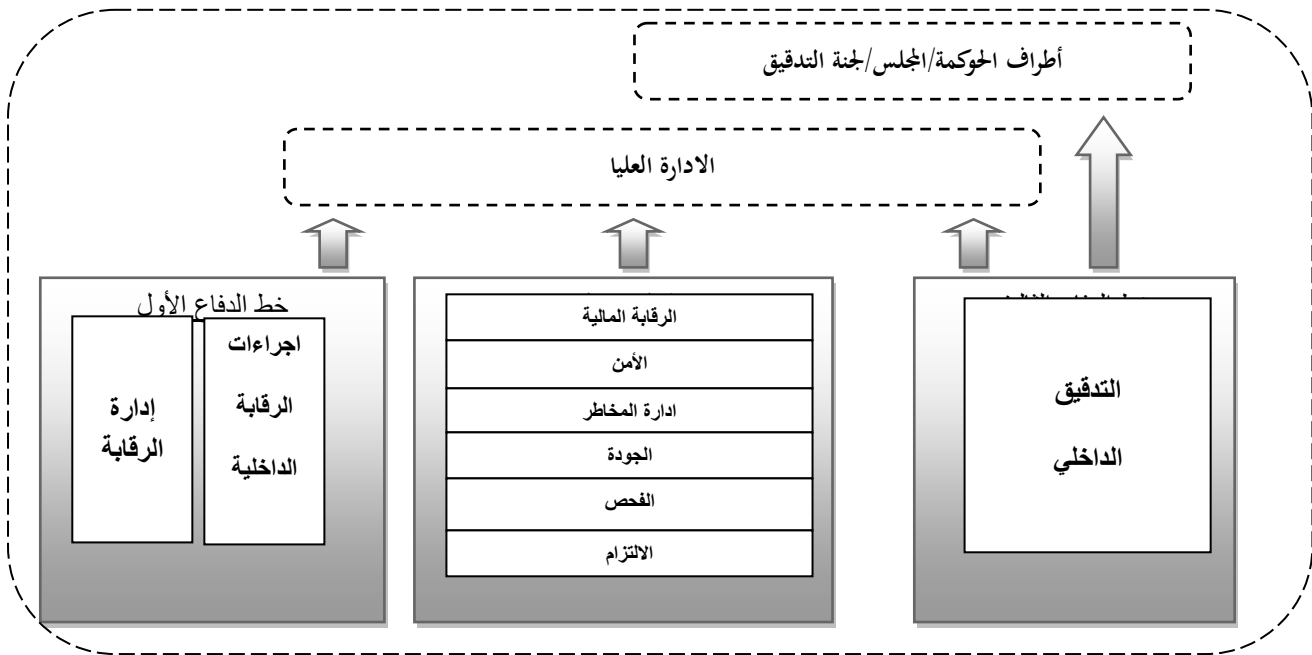 أطراف الحوكمة/المجلس/لجنة التدقيق
الادارة العليا
خط الدفاع الأول
اجراءات
الرقابة
الداخلية
إدارة
الرقابة
الرقابة المالية
الأمن
ادارة المخاطر
الجودة
الفحص
الالتزام
التدقيق
الداخلي